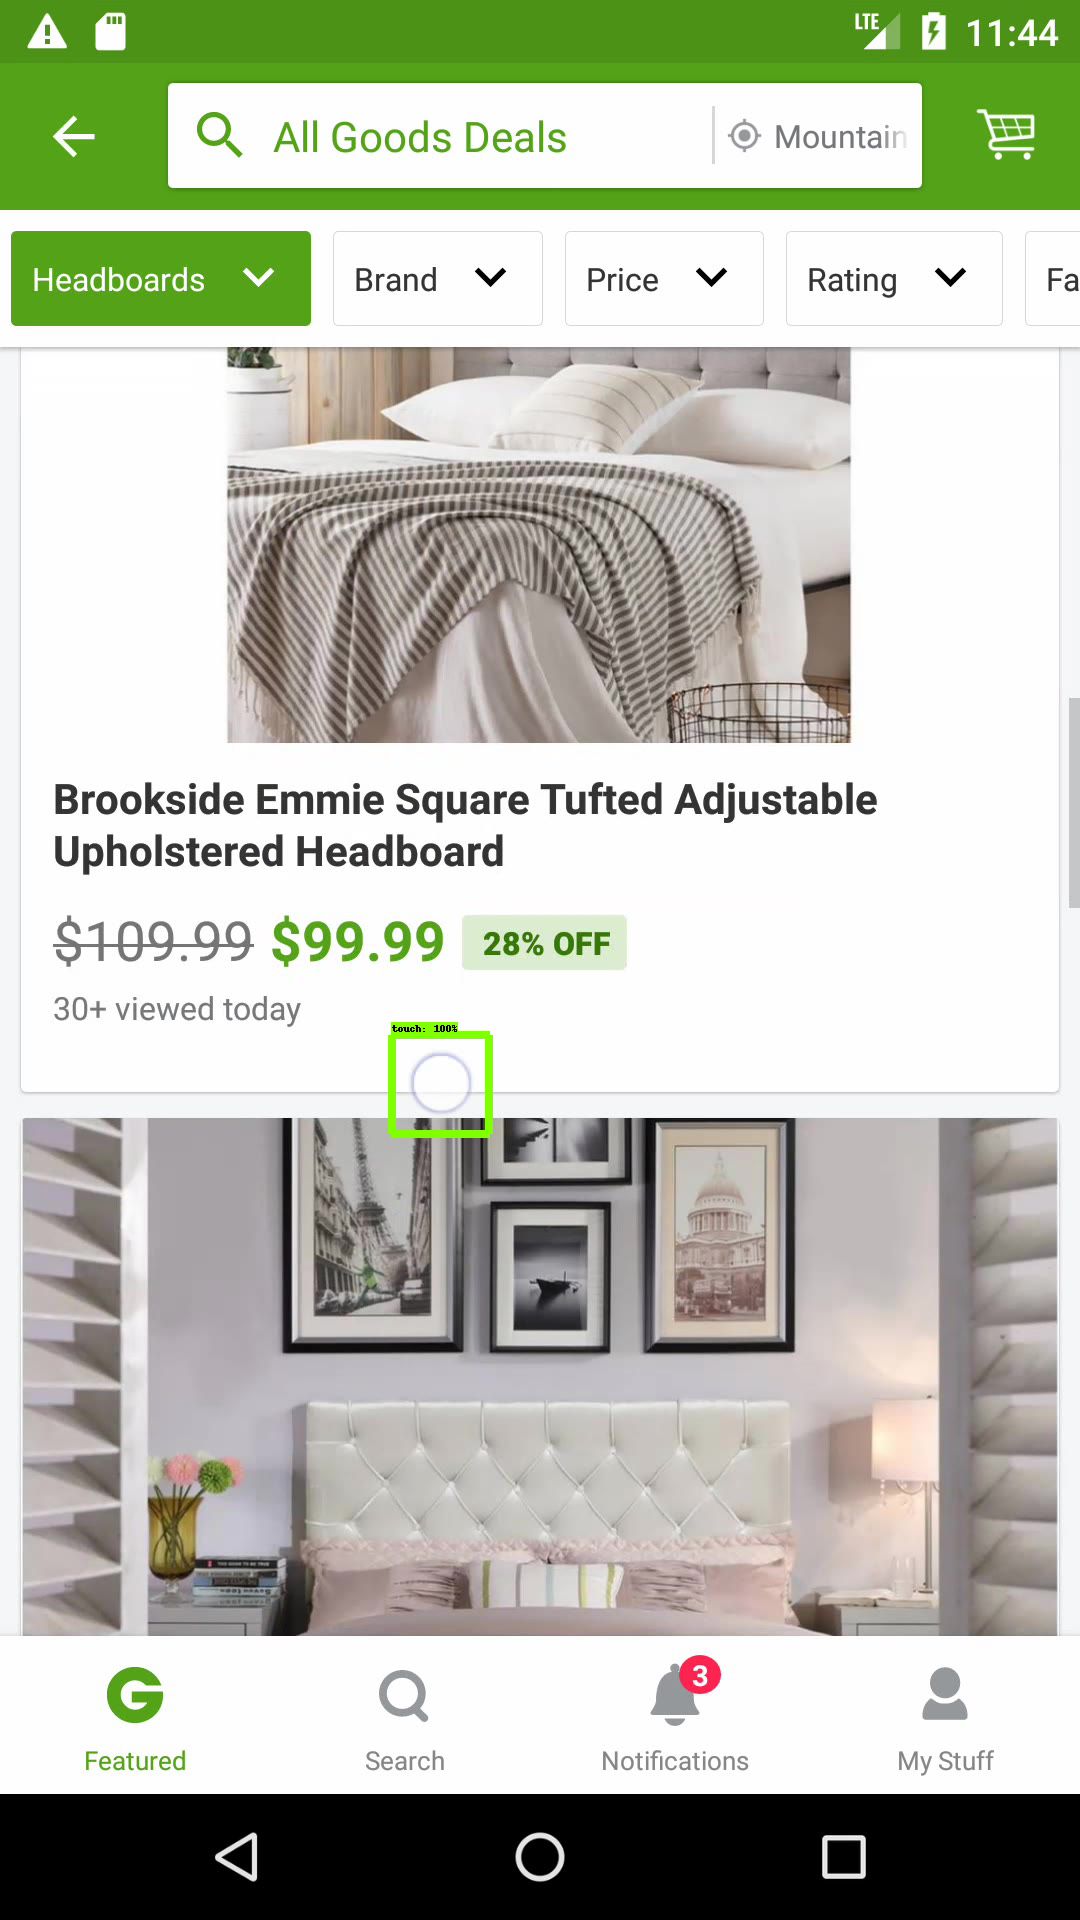 LTE 11:44
All Goods Deals Mountain
Headboards Brand Price Rating Fa
Brookside Emmie Square Tufted Adjustable
Upholstered Headboard
$109.99 $99.99 28% OFF
30+ viewed today
touch: 100%
3
Featured Search Notifications My Stuff